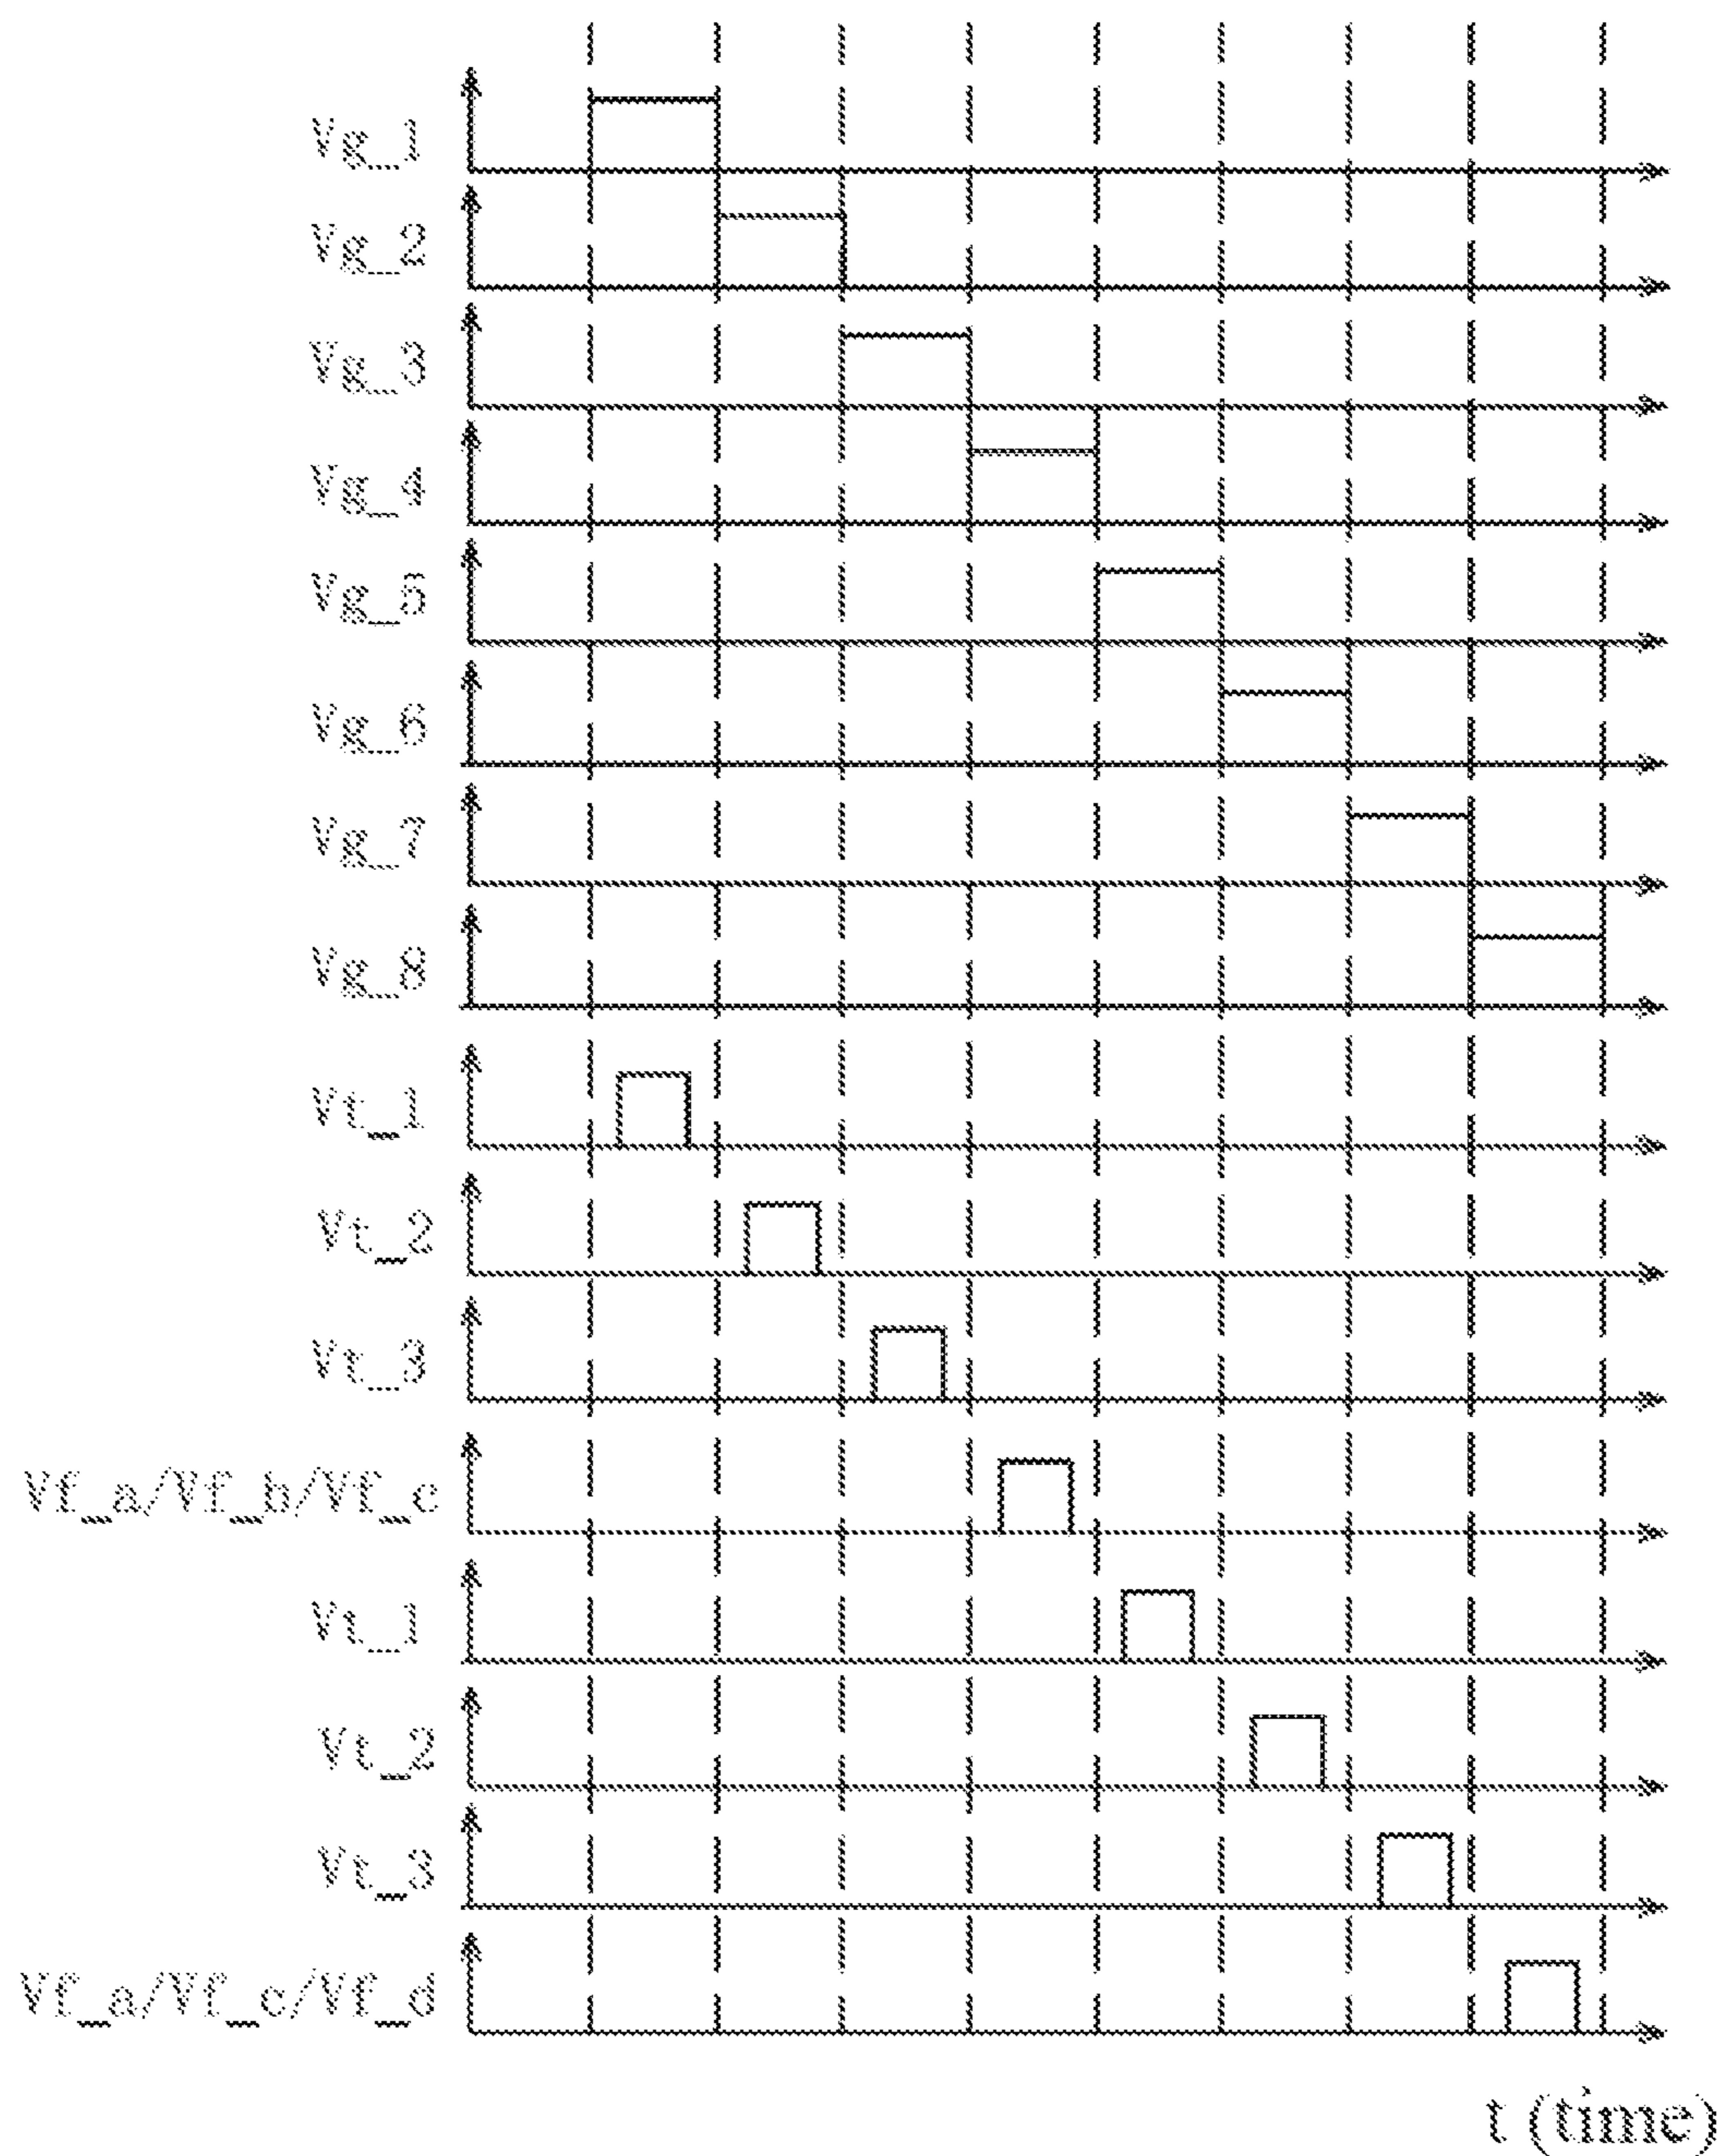 Vg_1
Vg_2
Vg_3
Vg_4
Vg_5
Vg_6
Vg_7
Vg_8
Vt_1
Vt_2
Vt_3
Vf_a/Vf_b/Vf_c
Vt_1
Vt_2
Vt_3
Vf_a/Vf_c/Vf_d
t (time)